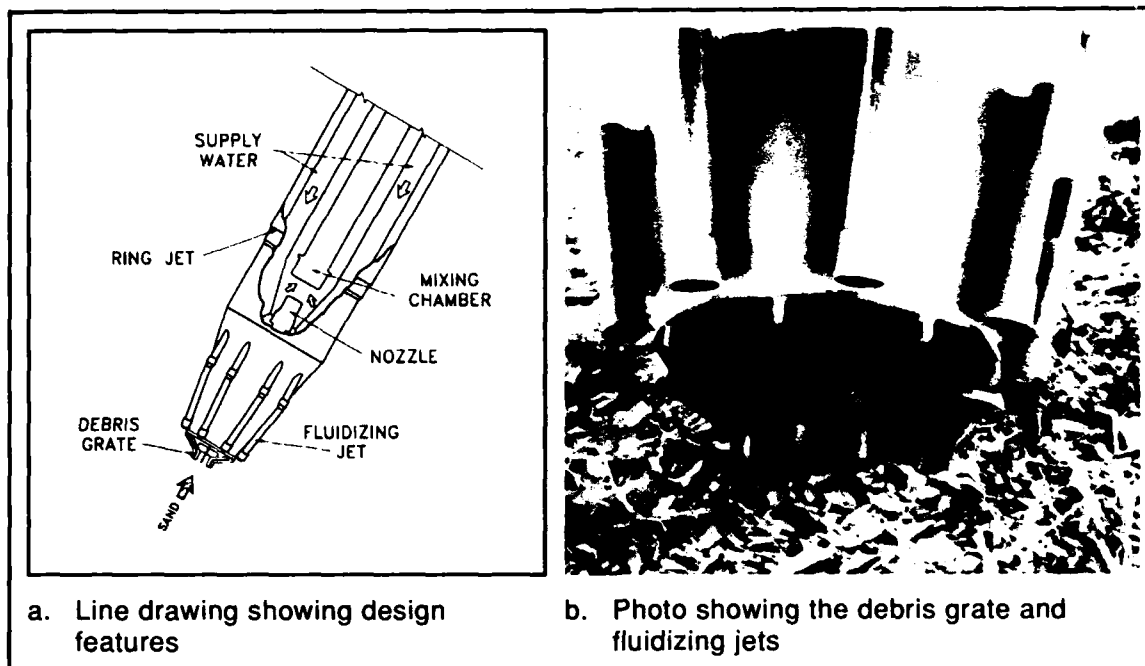 SUPPLY
WATER
RING JET
MIXING
CHAMBER
NOZZLE
DEBRIS
GRATE
FLUIDIZING
JET
SAND
a. Line drawing showing design
features
b. Photo showing the debris grate and
fluidizing jets